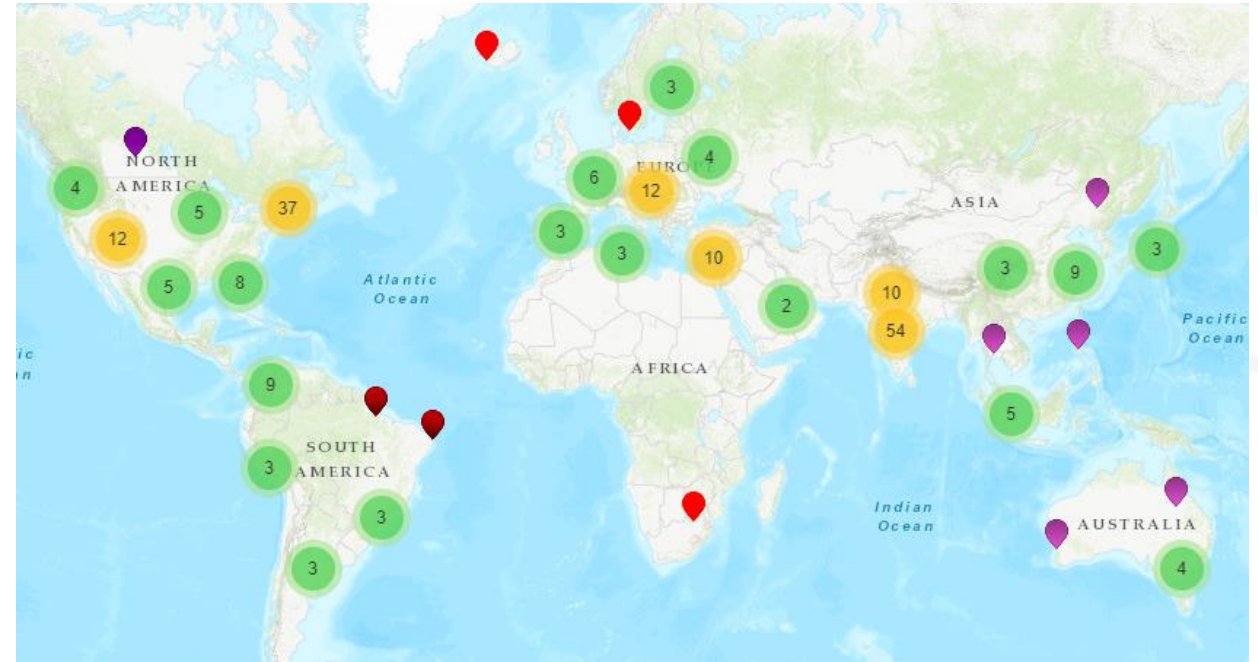 3
NORTH
AMERICA
4
5
37
12
5
8
Atlantic
Ocean
EUROPE
4
6
12
3
3
10
2
ASIA
3
9
3
10
54
Pacific
Ocean
ic
n
AFRICA
9
SOUTH
AMERICA
3
3
3
5
Indian
Ocean
AUSTRALIA
4